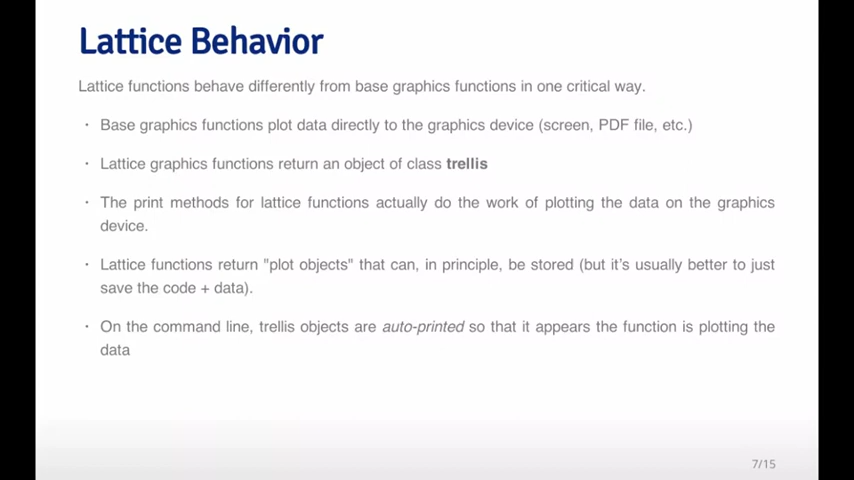 Lattice Behavior
Lattice functions behave differently from base graphics functions in one critical way.
· Base graphics functions plot data directly to the graphics device (screen, PDF file, etc.)
· Lattice graphics functions return an object of class trellis
· The print methods for lattice functions actually do the work of plotting the data on the graphics
device.
· Lattice functions return "plot objects" that can, in principle, be stored (but it's usually better to just
save the code + data).
· On the command line, trellis objects are auto-printed so that it appears the function is plotting the
data
7/15